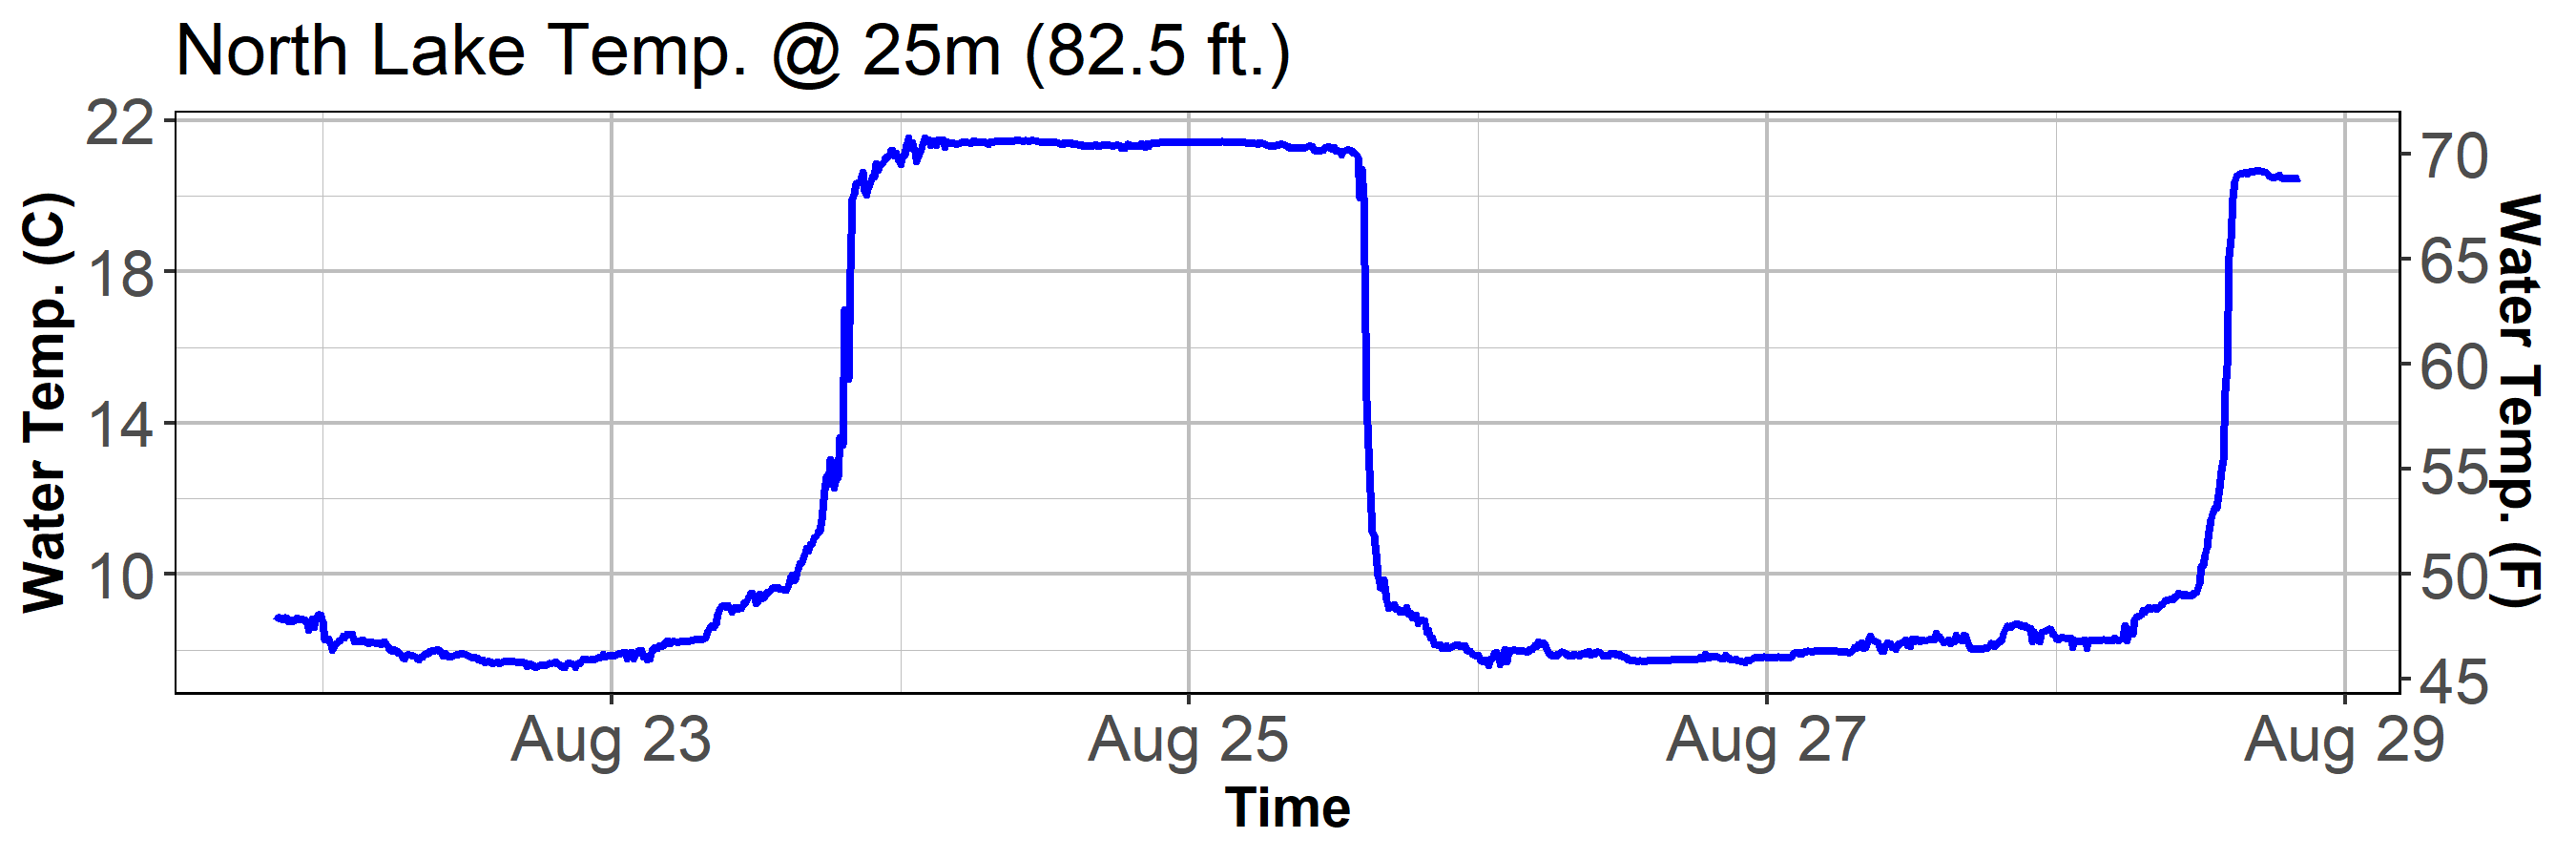 North Lake Temp. @ 25m (82.5 ft.)
Water Temp. (C)
22
18
14
10
70
65
60
55
50
45
Water Temp. (F)
Aug 23 Aug 25 Aug 27 Aug 29
Time